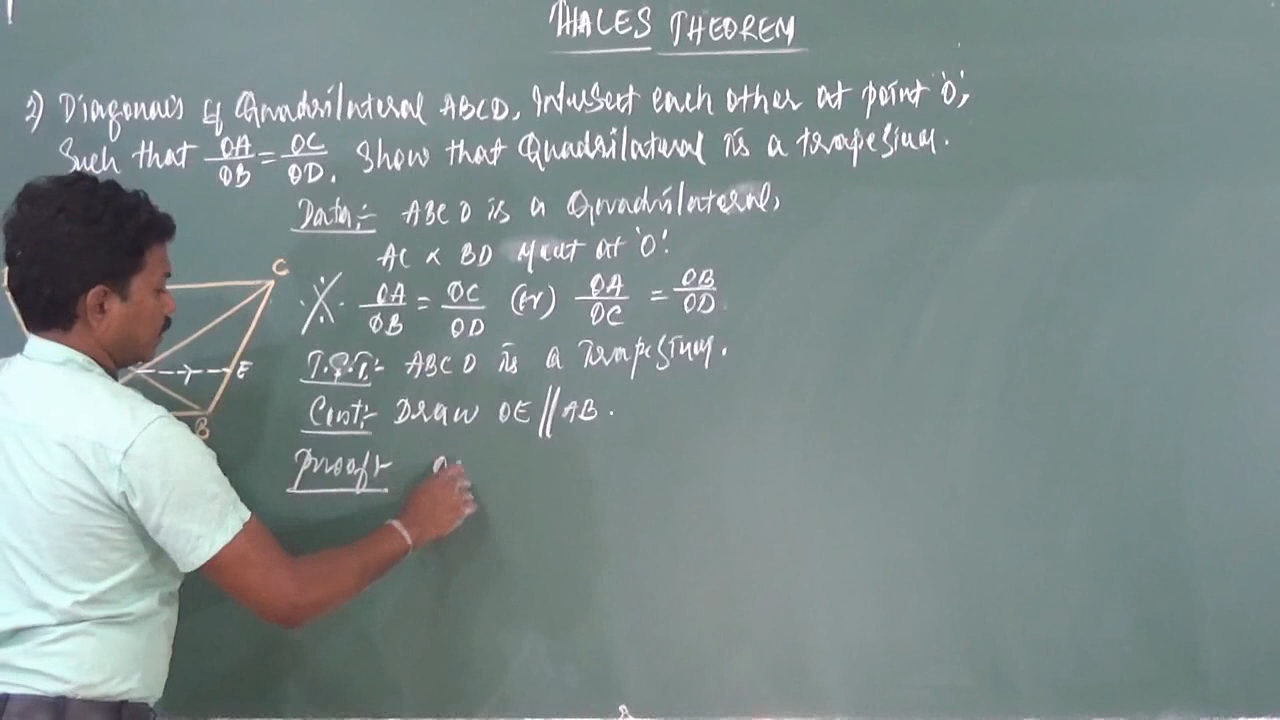 THALES THEOREM
2) Diagonals of Quadrilateral ABCD, Intersect each other at point 'O',
Such that OA/OB = OC/OD. Show that Quadrilateral is a trapesium.
Data:- ABCD is a Quadrilateral,
AC & BD Meet at 'O'.
OA/OB = OC/OD (or) OA/OC = OB/OD
T.S.T:- ABCD is a Trapesium.
Const:- Draw OE || AB.
Proof:-
C
E
B